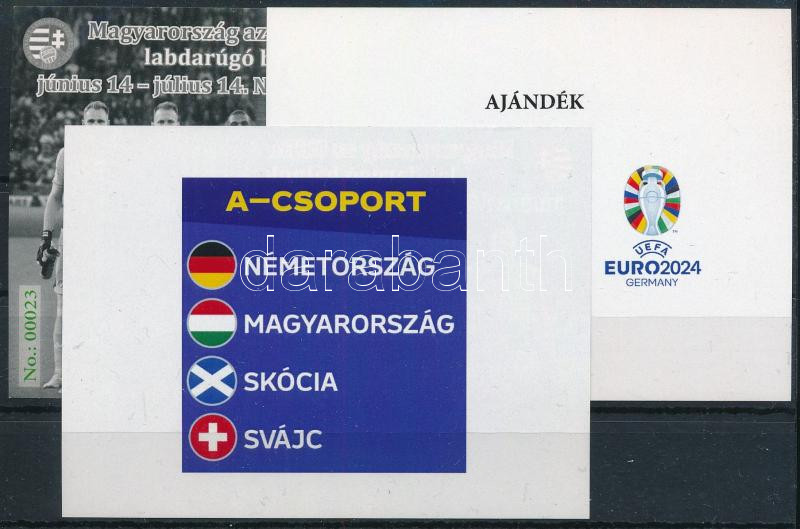 Magyarország az
labdarúgó
június 14 – július 14. N
No.: 00023
AJÁNDÉK
UEFA
EURO2024
GERMANY
A–CSOPORT
NÉMETORSZÁG
MAGYARORSZÁG
SKÓCIA
SVÁJC
darabanth